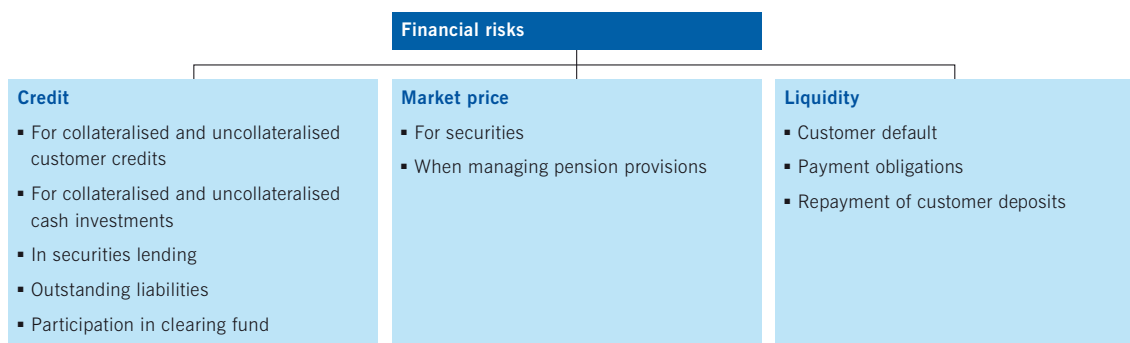 Financial risks
Credit
▪ For collateralised and uncollateralised
customer credits
▪ For collateralised and uncollateralised
cash investments
▪ In securities lending
▪ Outstanding liabilities
▪ Participation in clearing fund
Market price
▪ For securities
▪ When managing pension provisions
Liquidity
▪ Customer default
▪ Payment obligations
▪ Repayment of customer deposits